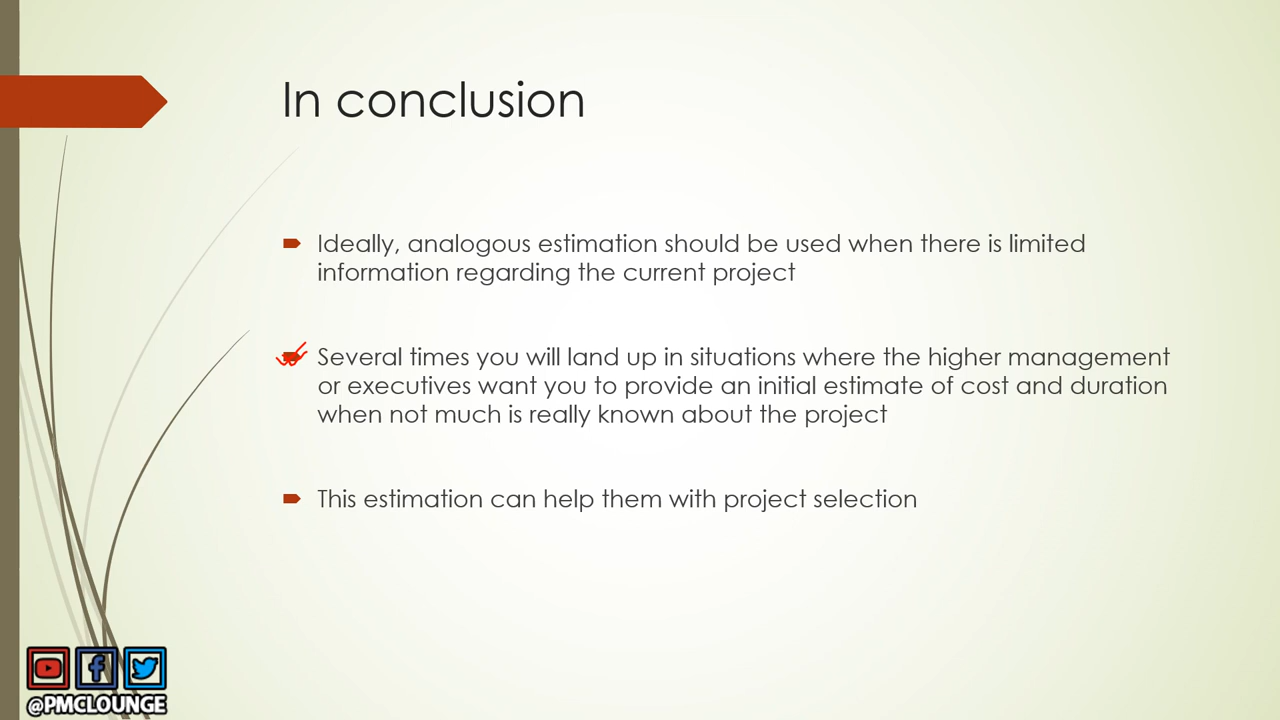 In conclusion
Ideally, analogous estimation should be used when there is limited
information regarding the current project
Several times you will land up in situations where the higher management
or executives want you to provide an initial estimate of cost and duration
when not much is really known about the project
This estimation can help them with project selection
@PMCLOUNGE